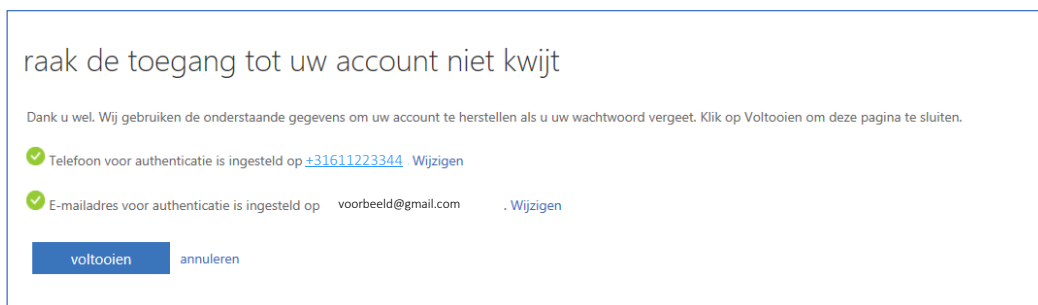 raak de toegang tot uw account niet kwijt
Dank u wel. Wij gebruiken de onderstaande gegevens om uw account te herstellen als u uw wachtwoord vergeet. Klik op Voltooien om deze pagina te sluiten.
Telefoon voor authenticatie is ingesteld op +31611223344 . Wijzigen
E-mailadres voor authenticatie is ingesteld op voorbeeld@gmail.com . Wijzigen
voltooien annuleren